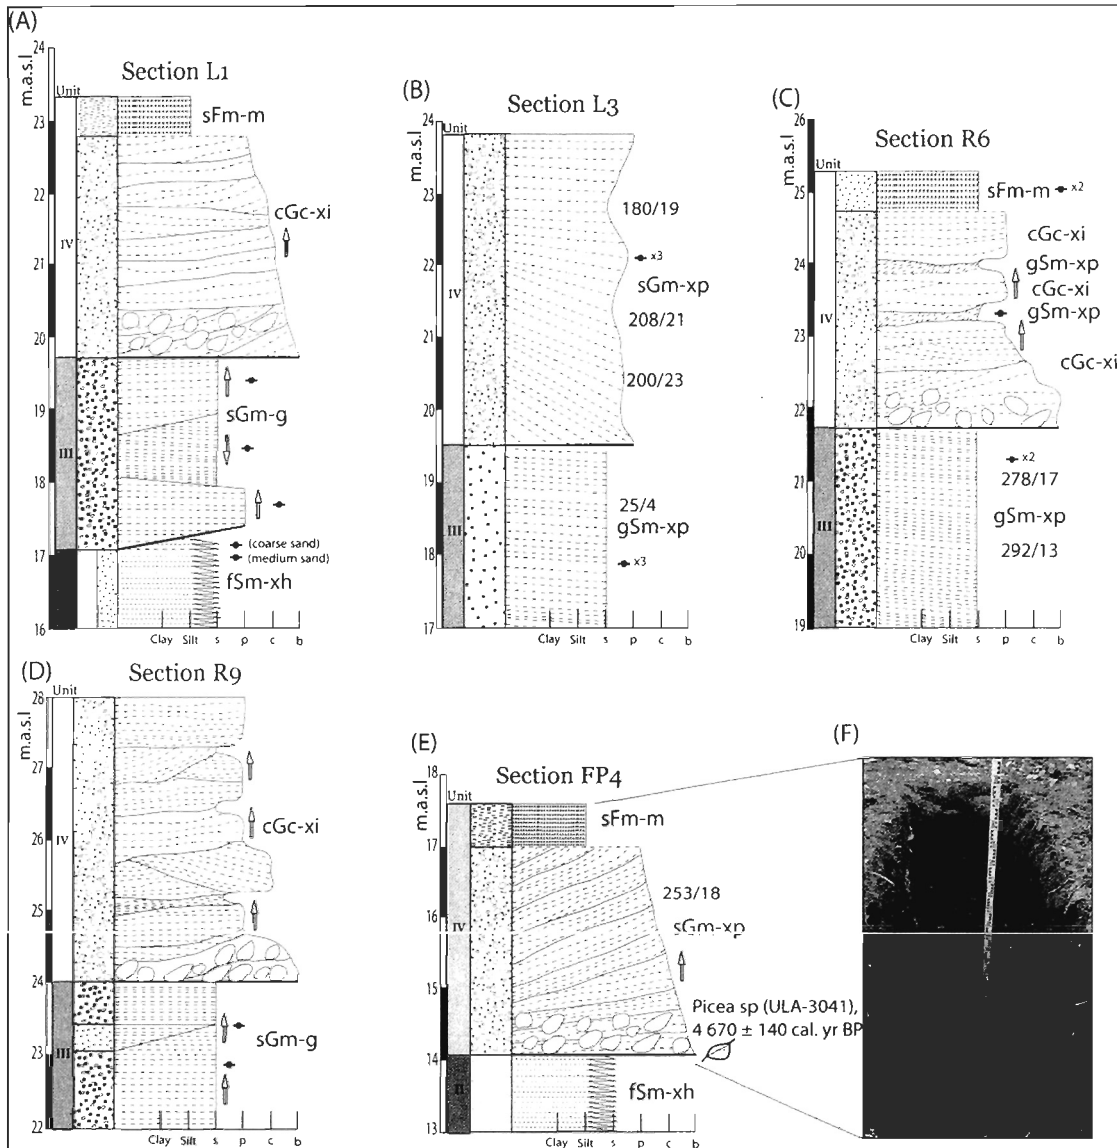 (A)
Section L1
m.a.s.l
Unit
24
23
22
21
20
19
18
17
16
IV
III
sFm-m
cGc-xi
sGm-g
(coarse sand)
(medium sand)
fSm-xh
Clay Silt s p c b
(B)
Section L3
m.a.s.l
Unit
24
23
22
21
20
19
18
17
IV
III
180/19
x3
sGm-xp
208/21
200/23
25/4
gSm-xp
x3
Clay Silt s p c b
(C)
Section R6
m.a.s.l
Unit
26
25
24
23
22
21
20
19
IV
III
sFm-m x2
cGc-xi
gSm-xp
cGc-xi
gSm-xp
cGc-xi
x2
278/17
gSm-xp
292/13
Clay Silt s p c b
(D)
Section R9
m.a.s.l
Unit
28
27
26
25
24
23
22
IV
III
cGc-xi
sGm-g
Clay Silt s p c b
(E)
Section FP4
m.a.s.l
Unit
18
17
16
15
14
13
IV
II
sFm-m
253/18
sGm-xp
Picea sp (ULA-3041),
4 670 ± 140 cal. yr BP
fSm-xh
Clay Silt s p c b
(F)